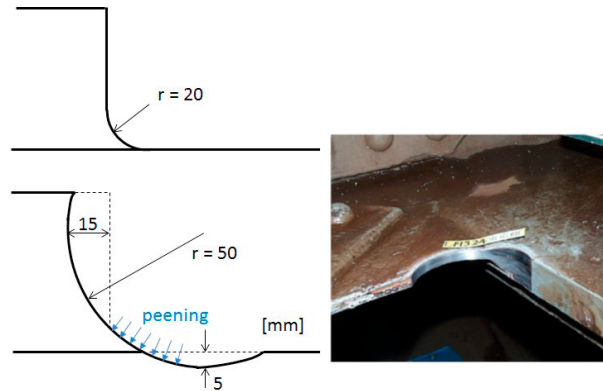 r = 20
15
r = 50
peening
[mm]
5